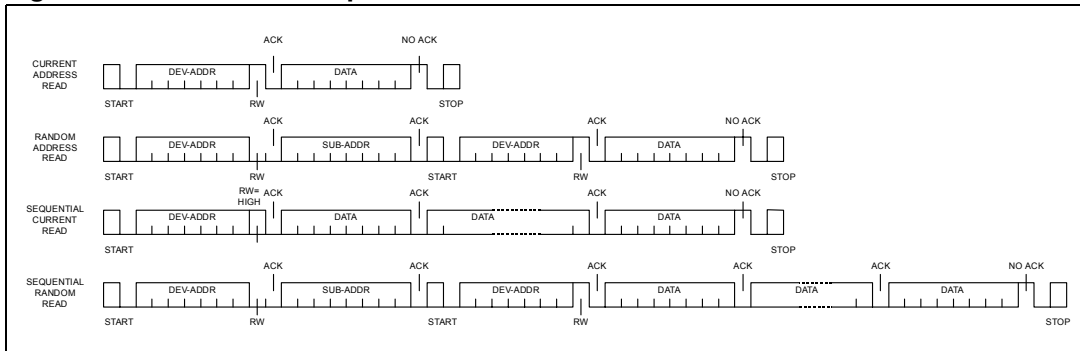 ACK NO ACK
CURRENT
ADDRESS
READ
DEV-ADDR DATA
START RW STOP
ACK ACK ACK NO ACK
RANDOM
ADDRESS
READ
DEV-ADDR SUB-ADDR DEV-ADDR DATA
START RW START RW STOP
RW=
HIGH
ACK ACK ACK NO ACK
SEQUENTIAL
CURRENT
READ
DEV-ADDR DATA DATA DATA
START STOP
ACK ACK ACK ACK ACK NO ACK
SEQUENTIAL
RANDOM
READ
DEV-ADDR SUB-ADDR DEV-ADDR DATA DATA DATA
START RW START RW STOP